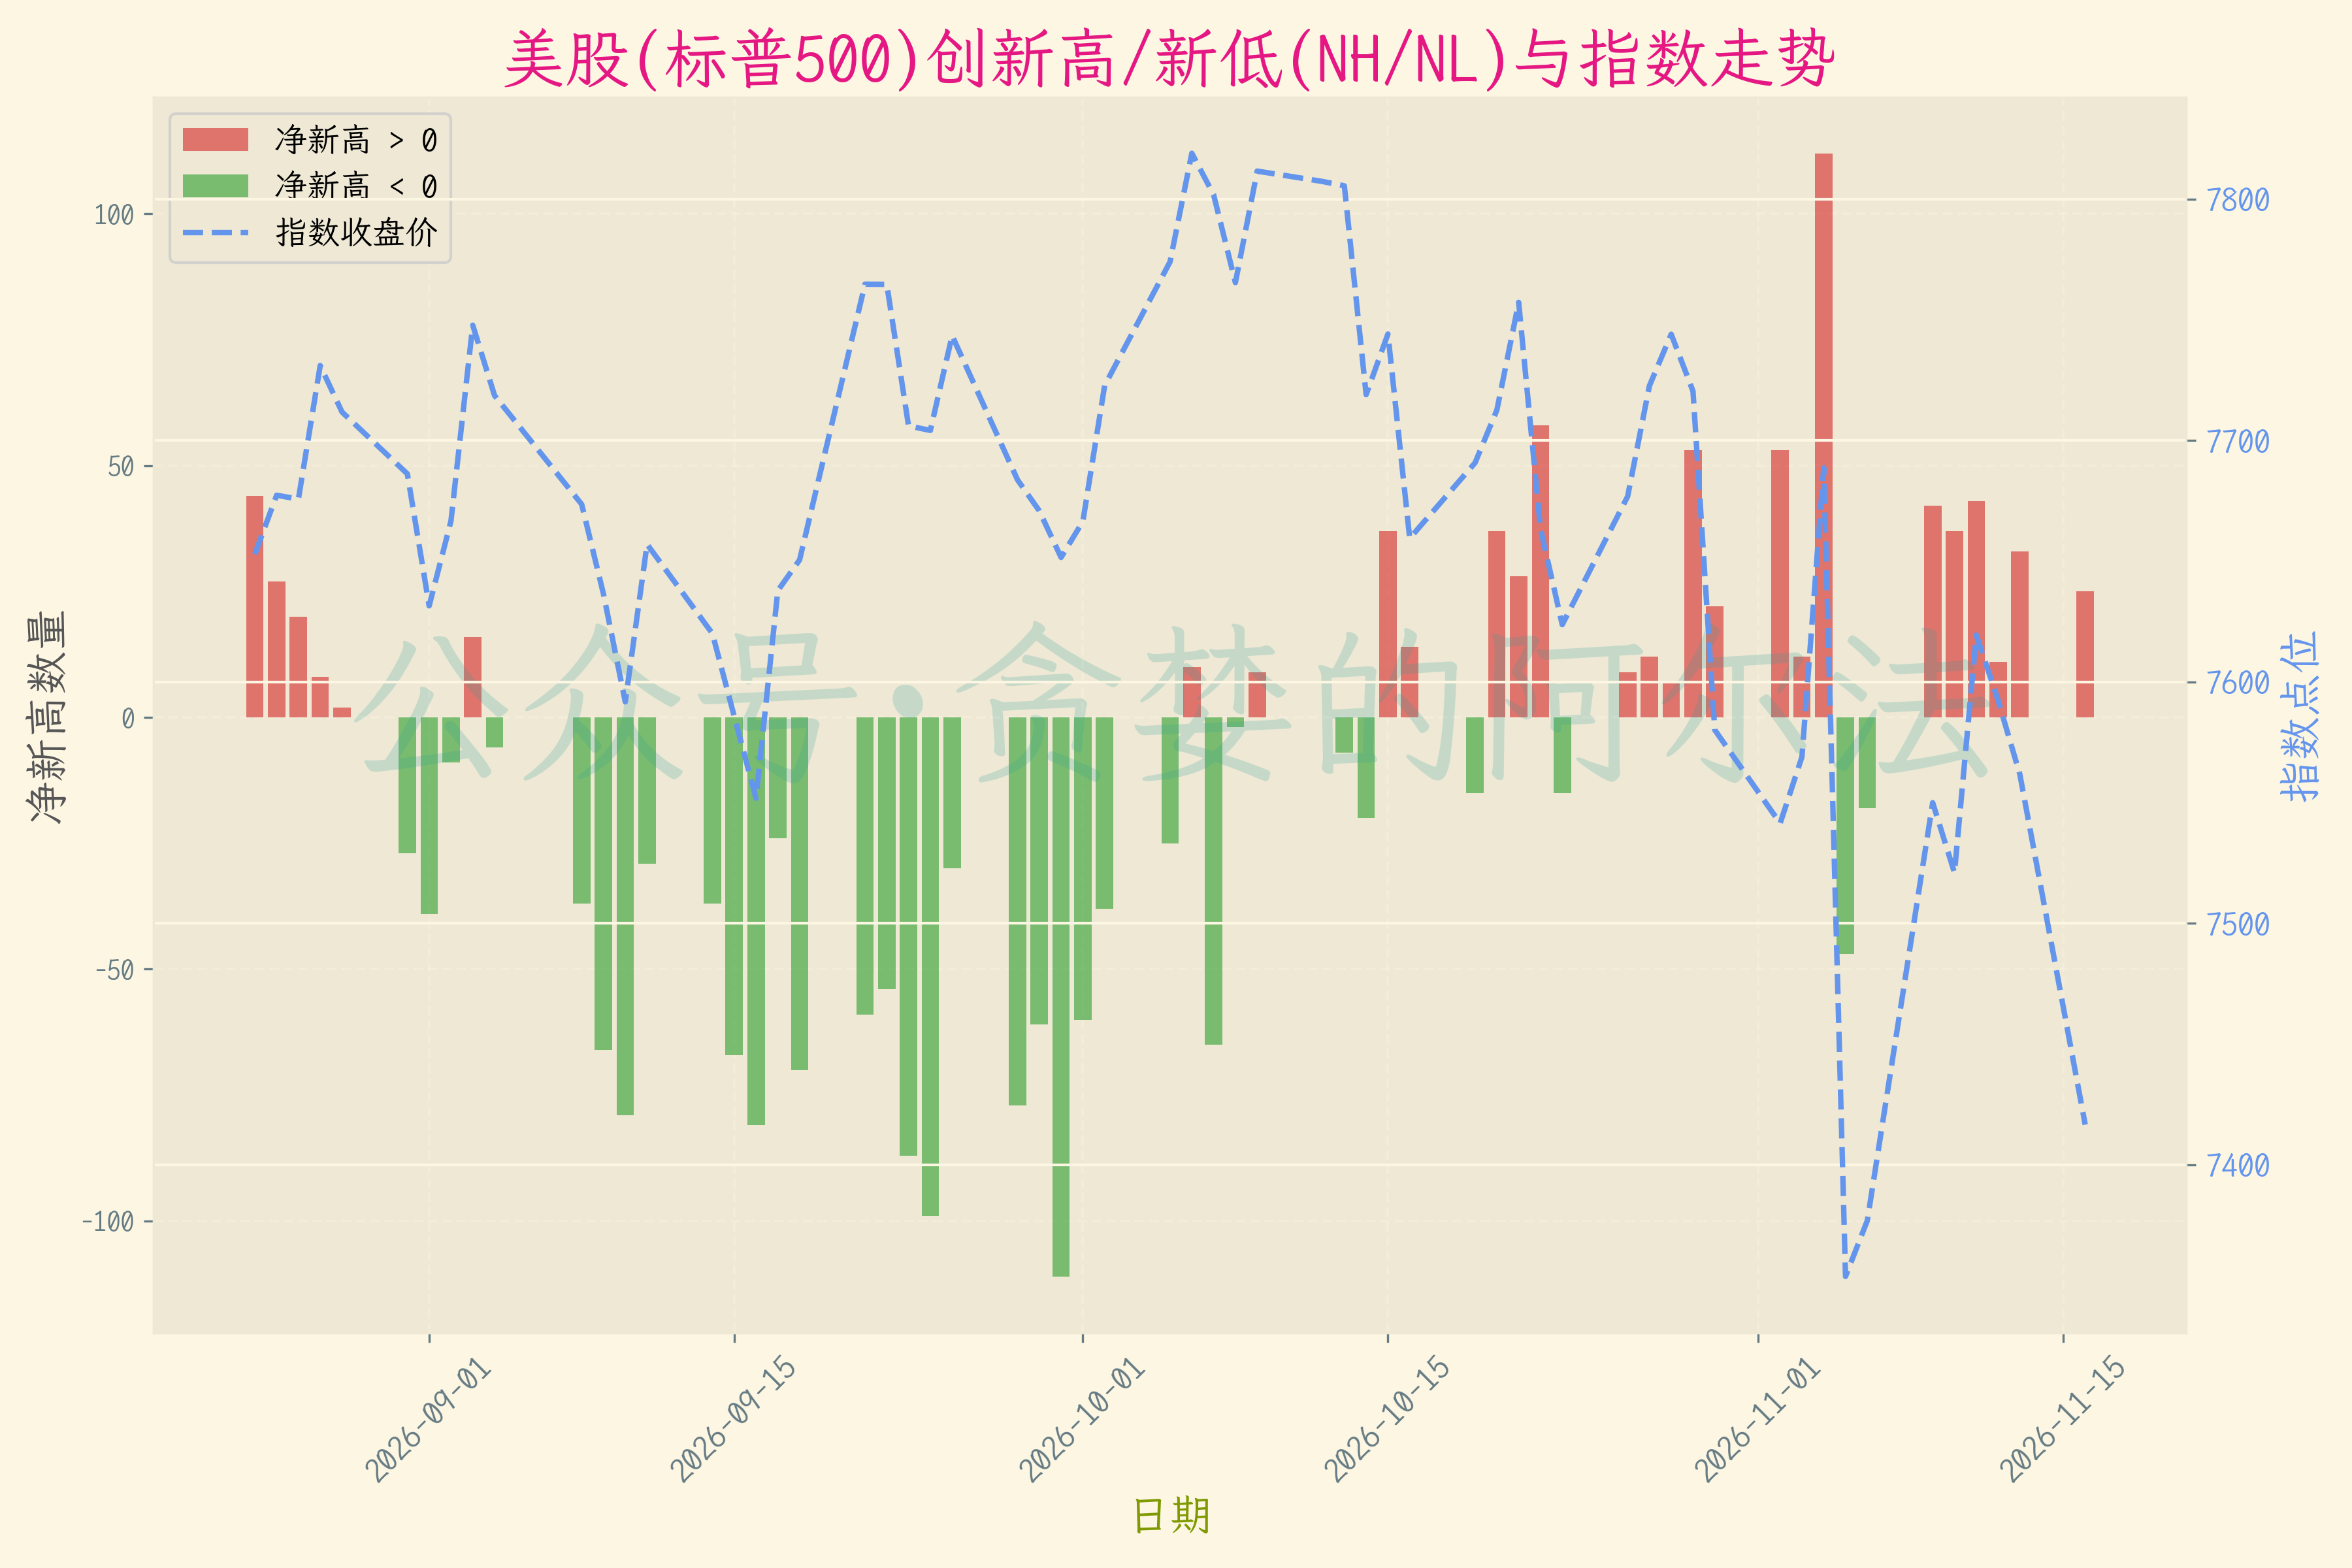 美股(标普500)创新高/新低(NH/NL)与指数走势
净新高 > 0
净新高 < 0
指数收盘价
100
50
0
-50
-100
净新高数量
7800
7700
7600
7500
7400
指数点位
公众号·贪婪的阿尔法
2026-09-01
2026-09-15
2026-10-01
2026-10-15
2026-11-01
2026-11-15
日期